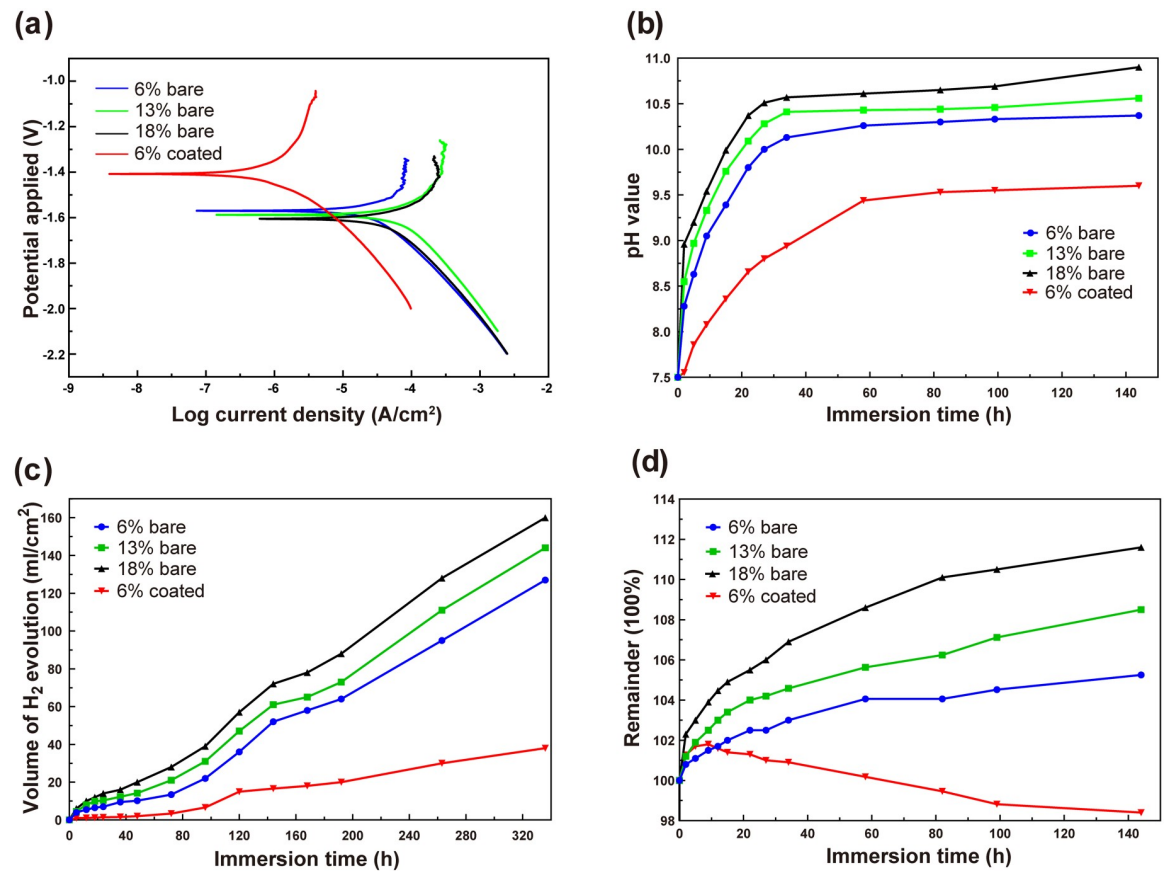 (a)
Potential applied (V)
-1.0
-1.2
-1.4
-1.6
-1.8
-2.0
-2.2
6% bare
13% bare
18% bare
6% coated
-9
-8
-7
-6
-5
-4
-3
-2
Log current density (A/cm²)
(b)
pH value
11.0
10.5
10.0
9.5
9.0
8.5
8.0
7.5
6% bare
13% bare
18% bare
6% coated
0
20
40
60
80
100
120
140
Immersion time (h)
(c)
Volume of H₂ evolution (ml/cm²)
160
140
120
100
80
60
40
20
0
6% bare
13% bare
18% bare
6% coated
0
40
80
120
160
200
240
280
320
Immersion time (h)
(d)
Remainder (100%)
114
112
110
108
106
104
102
100
98
6% bare
13% bare
18% bare
6% coated
0
20
40
60
80
100
120
140
Immersion time (h)